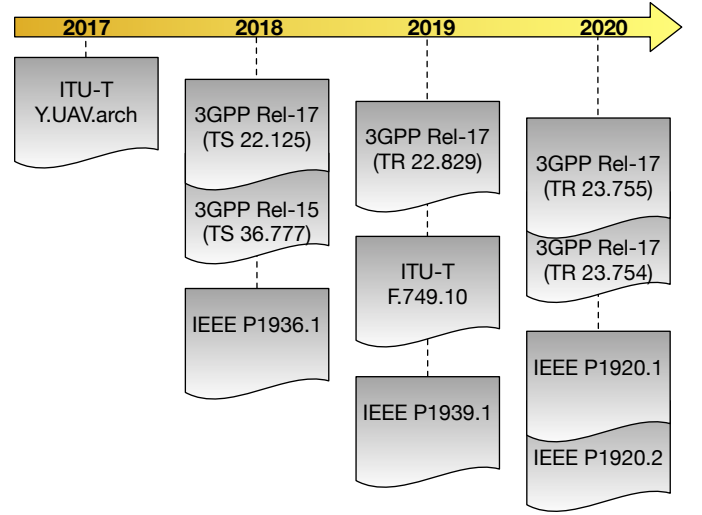 2017
2018
2019
2020
ITU-T
Y.UAV.arch
3GPP Rel-17
(TS 22.125)
3GPP Rel-15
(TS 36.777)
IEEE P1936.1
3GPP Rel-17
(TR 22.829)
ITU-T
F.749.10
IEEE P1939.1
3GPP Rel-17
(TR 23.755)
3GPP Rel-17
(TR 23.754)
IEEE P1920.1
IEEE P1920.2